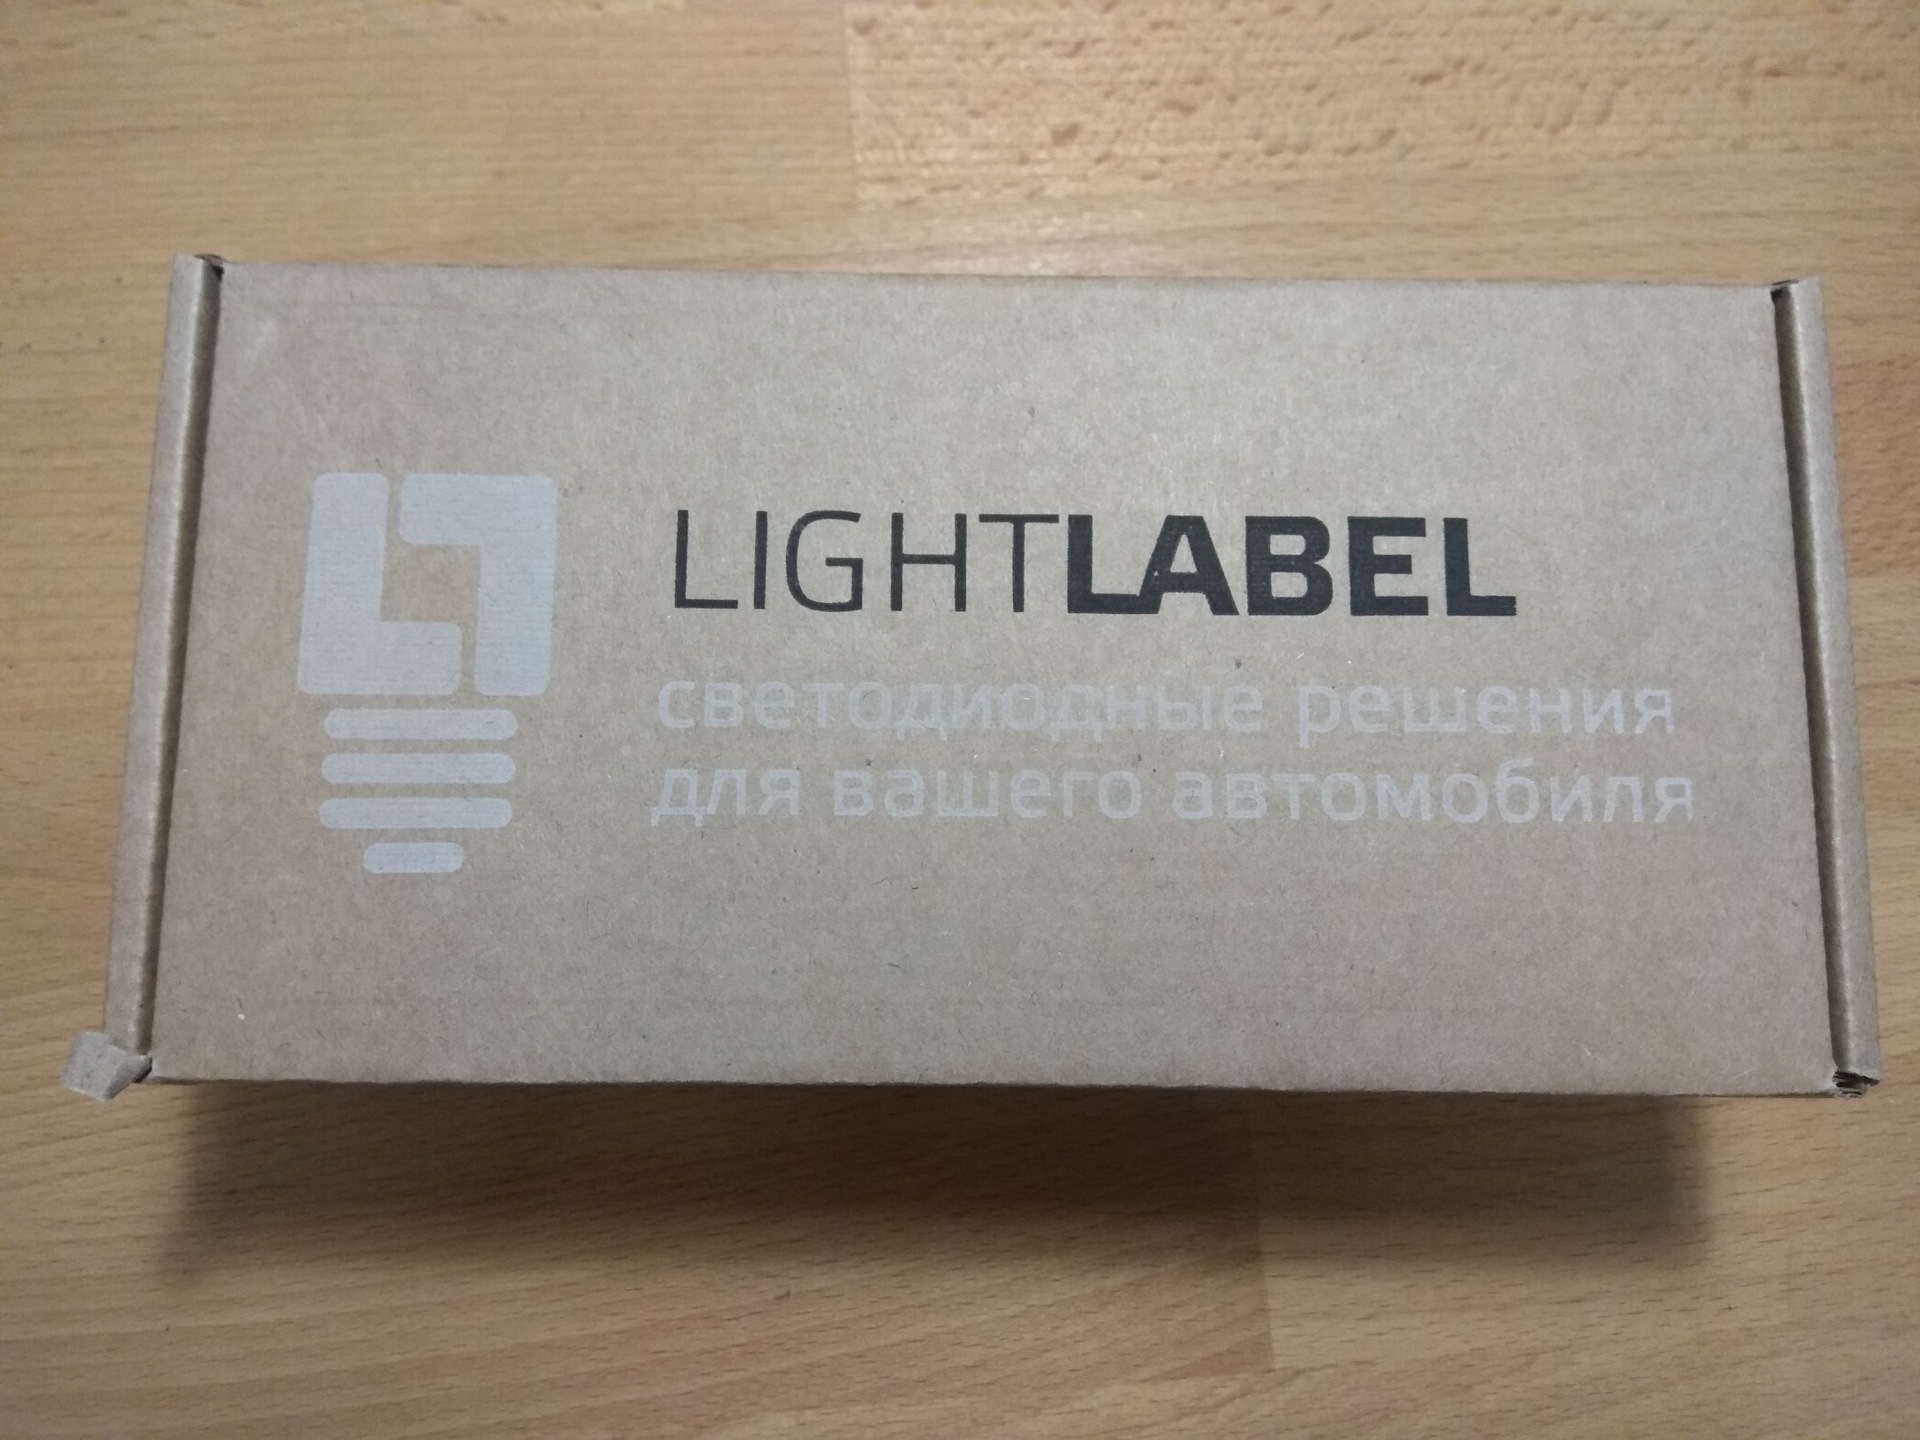 LIGHTLABEL
светодиодные решения
для вашего автомобиля